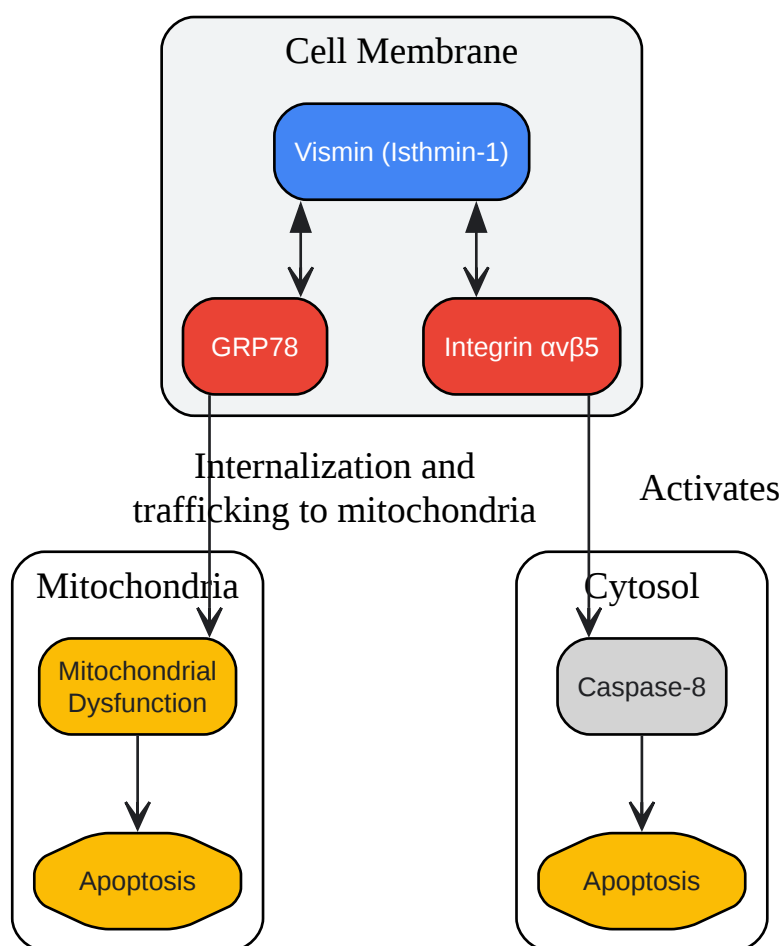 Cell Membrane
Vismin (Isthmin-1)
GRP78
Integrin αvβ5
Internalization and
trafficking to mitochondria
Activates
Mitochondria
Cytosol
Mitochondrial
Dysfunction
Caspase-8
Apoptosis
Apoptosis